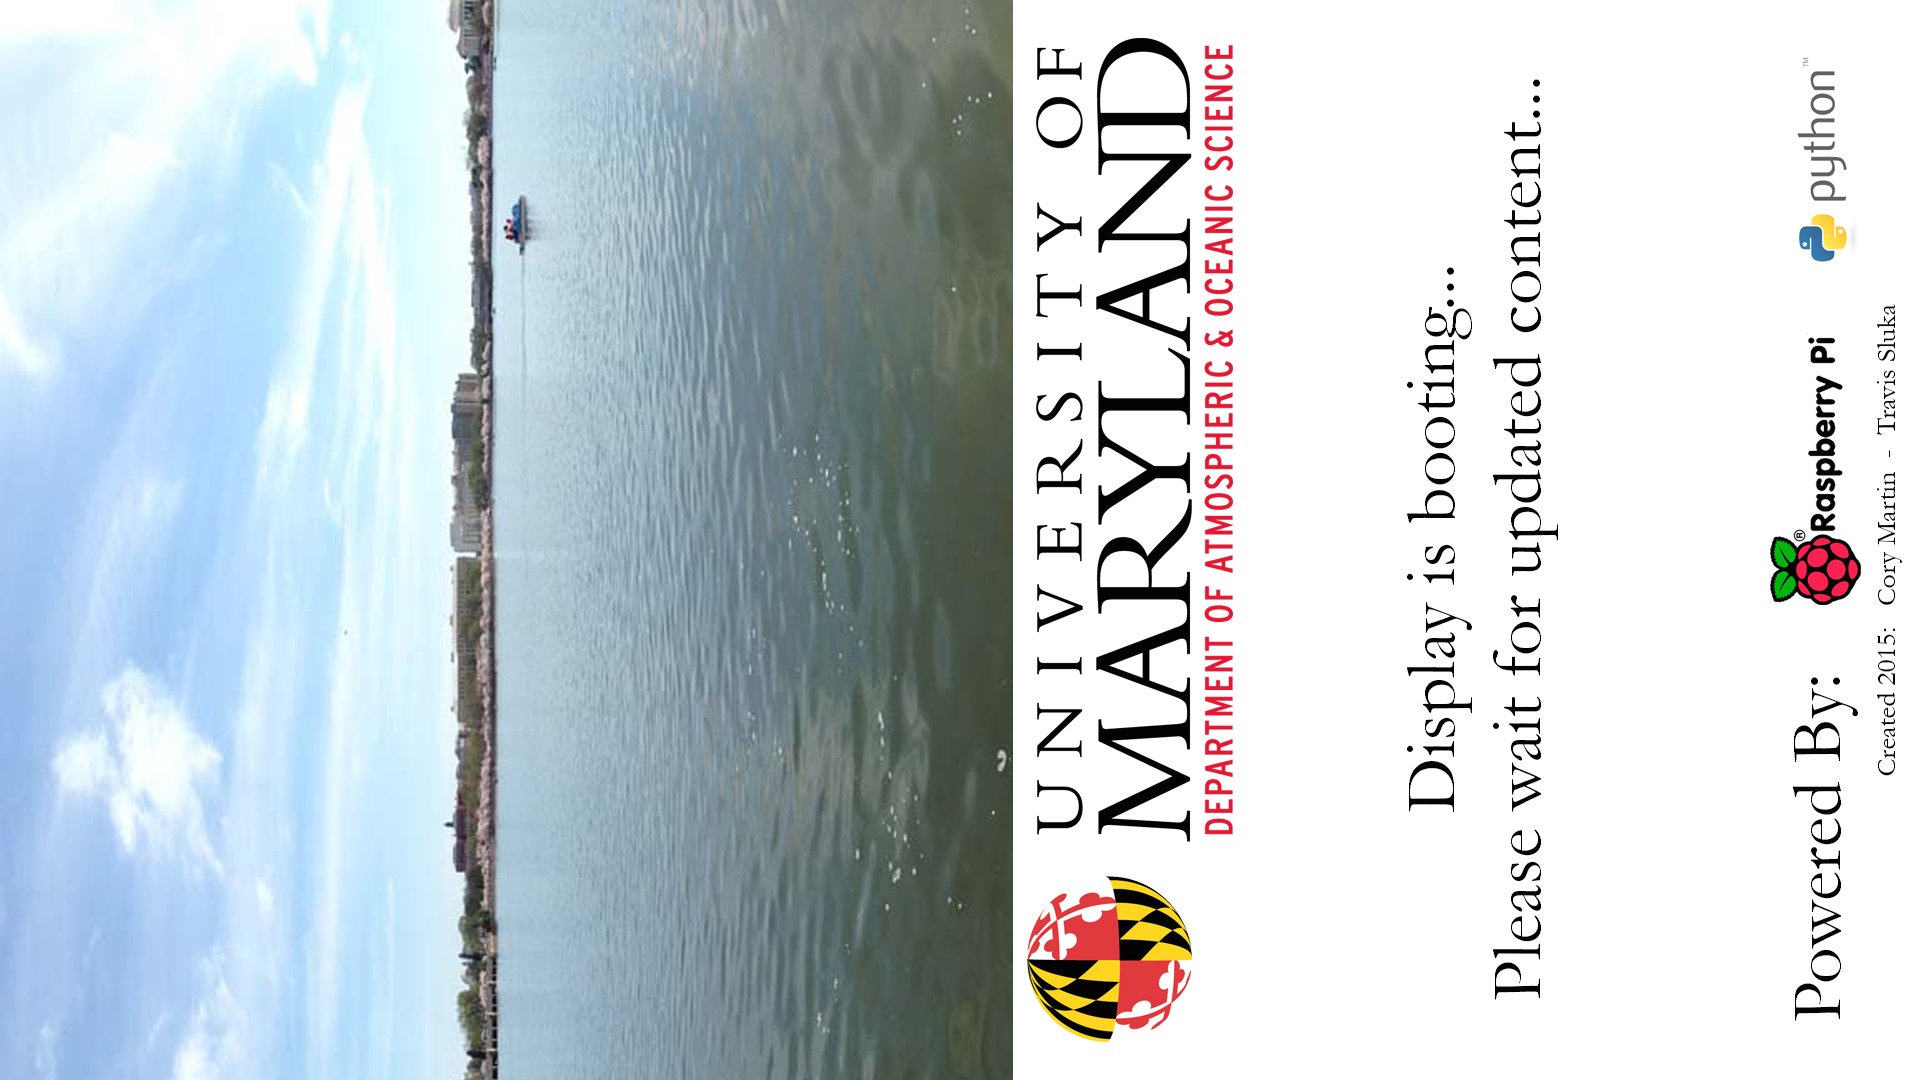 UNIVERSITY OF
MARYLAND
DEPARTMENT OF ATMOSPHERIC & OCEANIC SCIENCE
Display is booting...
Please wait for updated content...
Powered By: Raspberry Pi® python™
Created 2015: Cory Martin - Travis Sluka